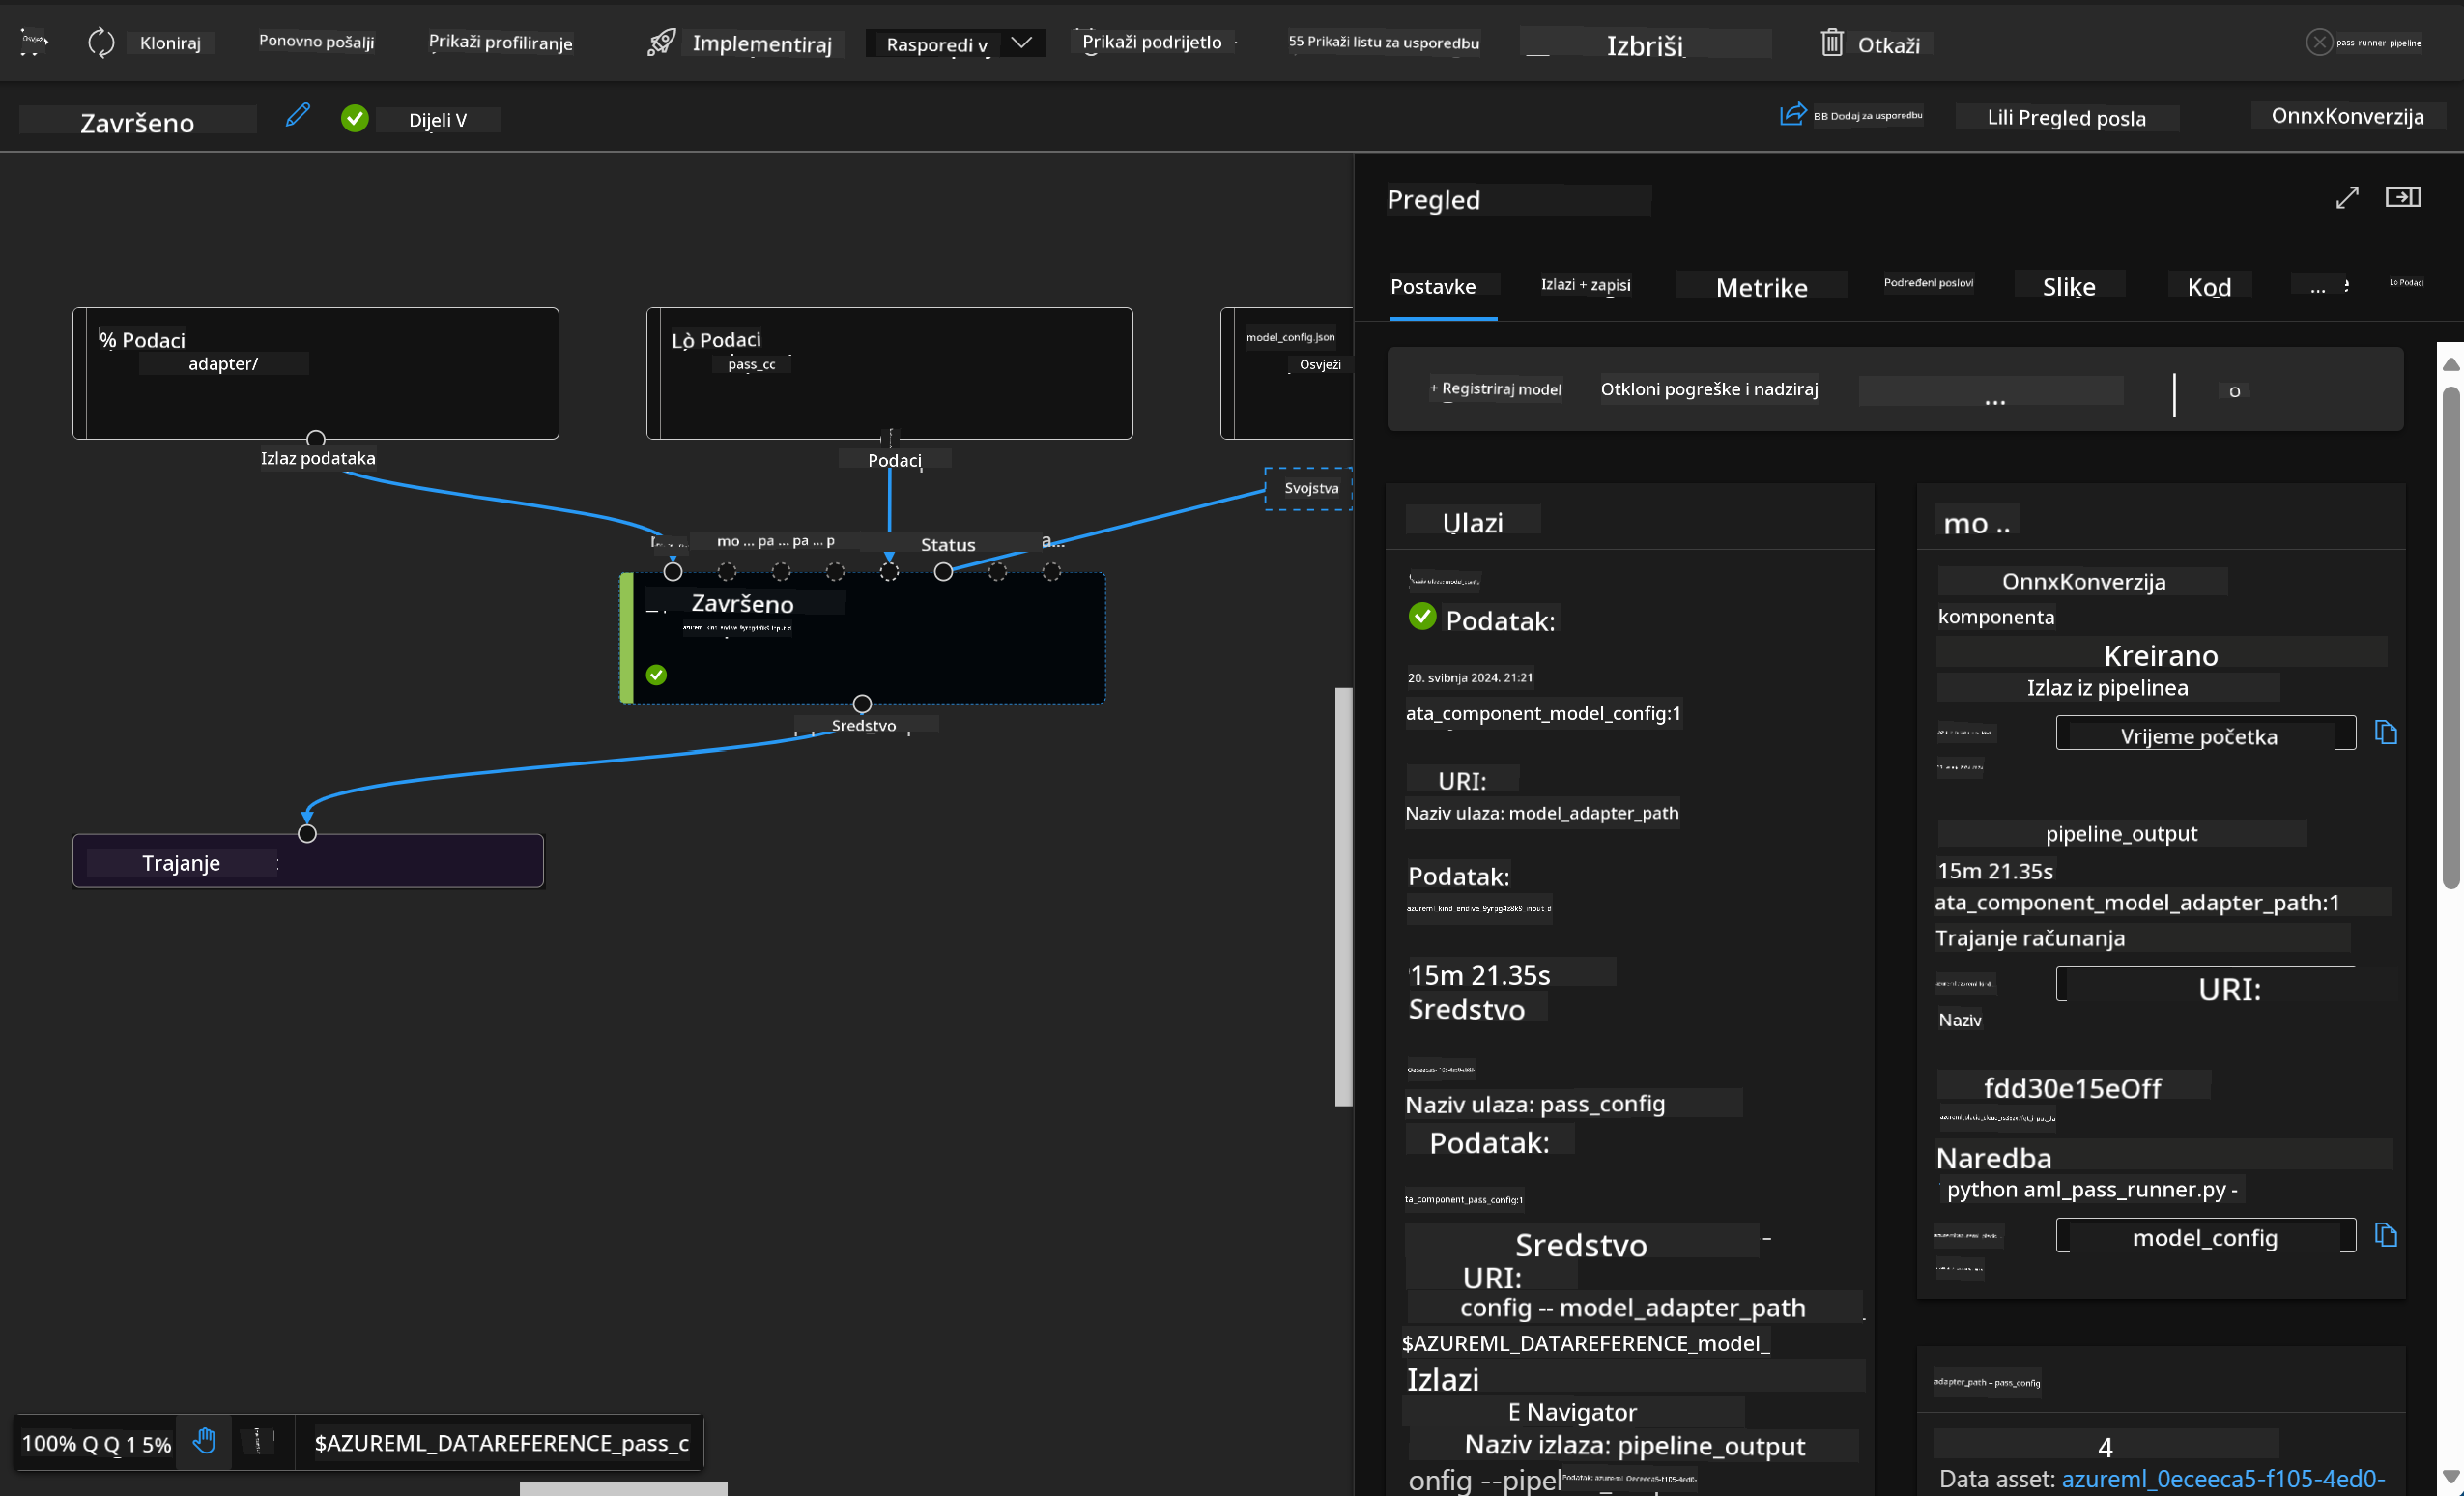 Kloniraj
Ponovno pošalji
Prikaži profiliranje
Implementiraj
Rasporedi v
Prikaži podrijetlo
55 Prikaži listu za usporedbu
Izbriši
Otkaži
pass runner pipeline
Završeno
Dijeli V
BB Dodaj za usporedbu
Lili Pregled posla
OnnxKonverzija
Pregled
Postavke
Izlazi + zapisi
Metrike
Podređeni poslovi
Slike
Kod
...
Lo Podaci
% Podaci
adapter/
Lò Podaci
pass_cc
model_config.json
Osvježi
+ Registriraj model
Otkloni pogreške i nadziraj
...
O
Izlaz podataka
Podaci
Svojstva
mo ... pa ... pa ... p
Status
a...
Završeno
Sredstvo
Trajanje
Ulazi
Podatak:
20. svibnja 2024. 21:21
ata_component_model_config:1
URI:
Naziv ulaza: model_adapter_path
Podatak:
15m 21.35s
Sredstvo
Naziv ulaza: pass_config
Podatak:
ta_component_pass_config:1
Sredstvo
URI:
config -- model_adapter_path
$AZUREML_DATAREFERENCE_model_
Izlazi
E Navigator
Naziv izlaza: pipeline_output
onfig --pipel
mo ..
OnnxKonverzija
komponenta
Kreirano
Izlaz iz pipelinea
Vrijeme početka
pipeline_output
15m 21.35s
ata_component_model_adapter_path:1
Trajanje računanja
URI:
Naziv
fdd30e15eOff
Naredba
python aml_pass_runner.py -
model_config
adapter_path – pass_config
4
Data asset: azureml_0eceeca5-f105-4ed0-
100% Q Q 1 5%
$AZUREML_DATAREFERENCE_pass_c